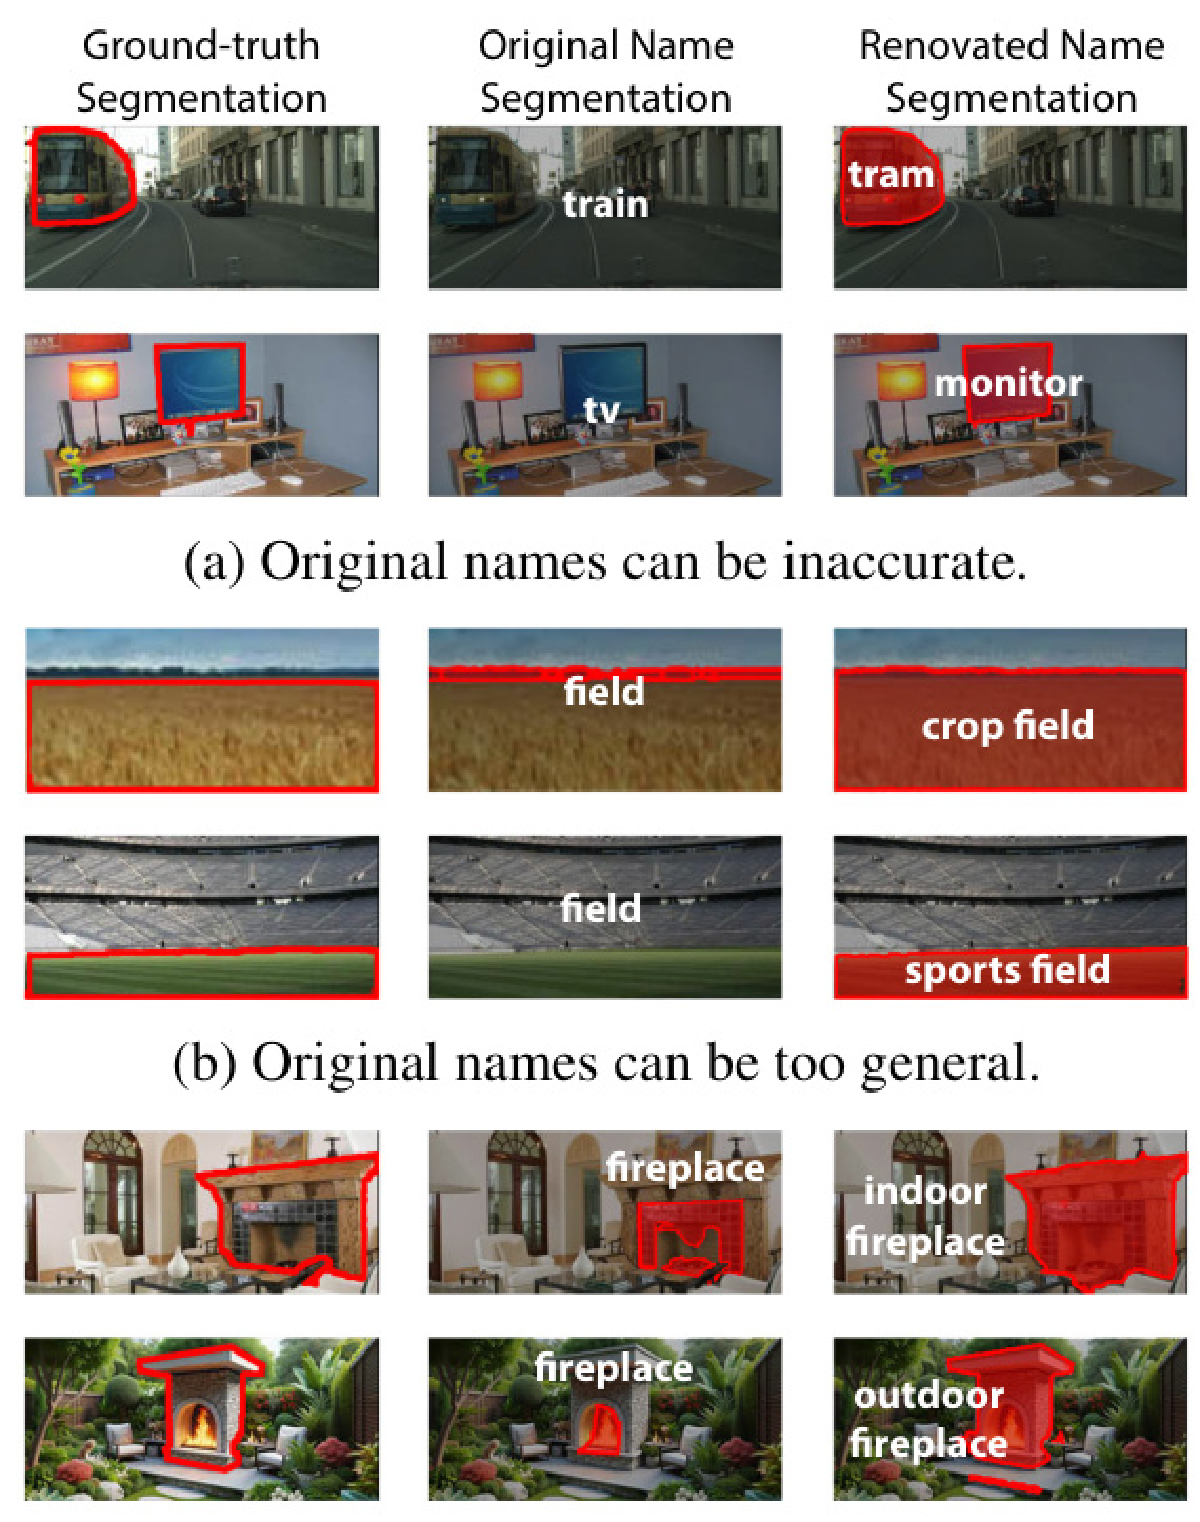 Ground-truth Segmentation
Original Name Segmentation
Renovated Name Segmentation
train
tram
tv
monitor
(a) Original names can be inaccurate.
field
crop field
field
sports field
(b) Original names can be too general.
fireplace
indoor
fireplace
fireplace
outdoor
fireplace